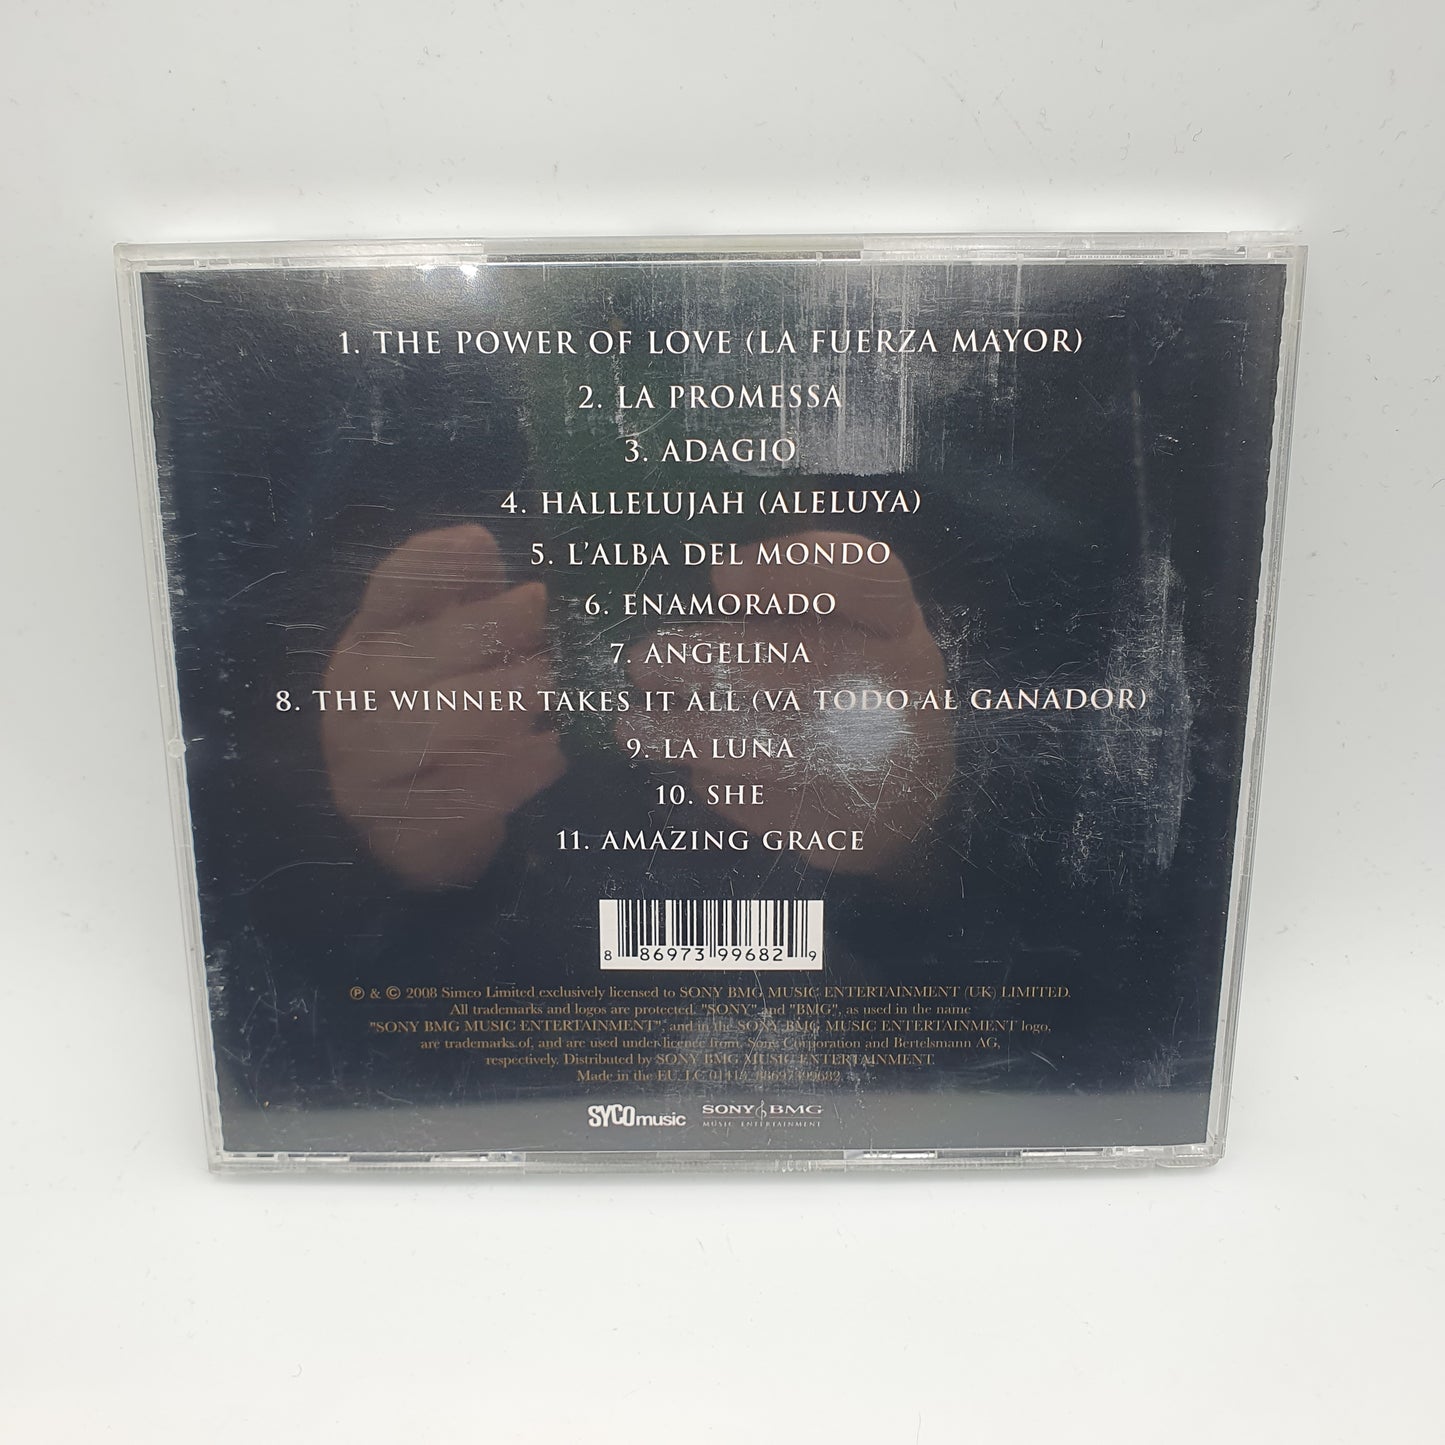 1. THE POWER OF LOVE (LA FUERZA MAYOR)
2. LA PROMESSA
3. ADAGIO
4. HALLELUJAH (ALELUYA)
5. L'ALBA DEL MONDO
6. ENAMORADO
7. ANGELINA
8. THE WINNER TAKES IT ALL (VA TODO AL GANADOR)
9. LA LUNA
10. SHE
11. AMAZING GRACE
8 86973 99682 9
℗ & © 2008 Simco Limited exclusively licensed to SONY BMG MUSIC ENTERTAINMENT (UK) LIMITED.
All trademarks and logos are protected. "SONY" and "BMG", as used in the name
"SONY BMG MUSIC ENTERTAINMENT", and in the SONY BMG MUSIC ENTERTAINMENT logo,
are trademarks of, and are used under licence from, Sony Corporation and Bertelsmann AG,
respectively. Distributed by SONY BMG MUSIC ENTERTAINMENT.
Made in the EU. LC 88697399682
SYCOmusic
SONY BMG
MUSIC ENTERTAINMENT